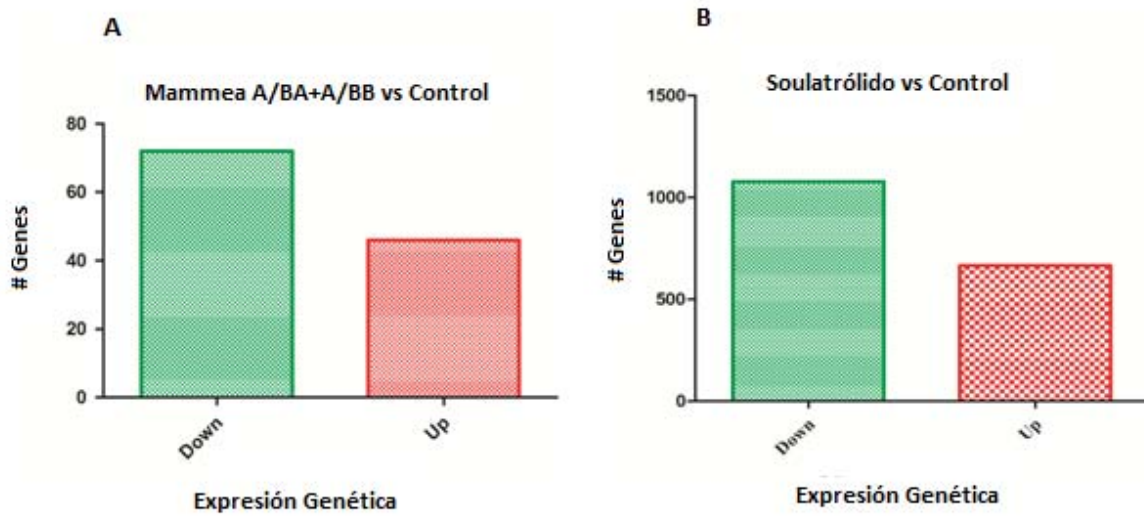 A
Mammea A/BA+A/BB vs Control
80
60
40
20
0
# Genes
Down
Up
Expresión Genética
B
Soulatrólido vs Control
1500
1000
500
0
# Genes
Down
Up
Expresión Genética